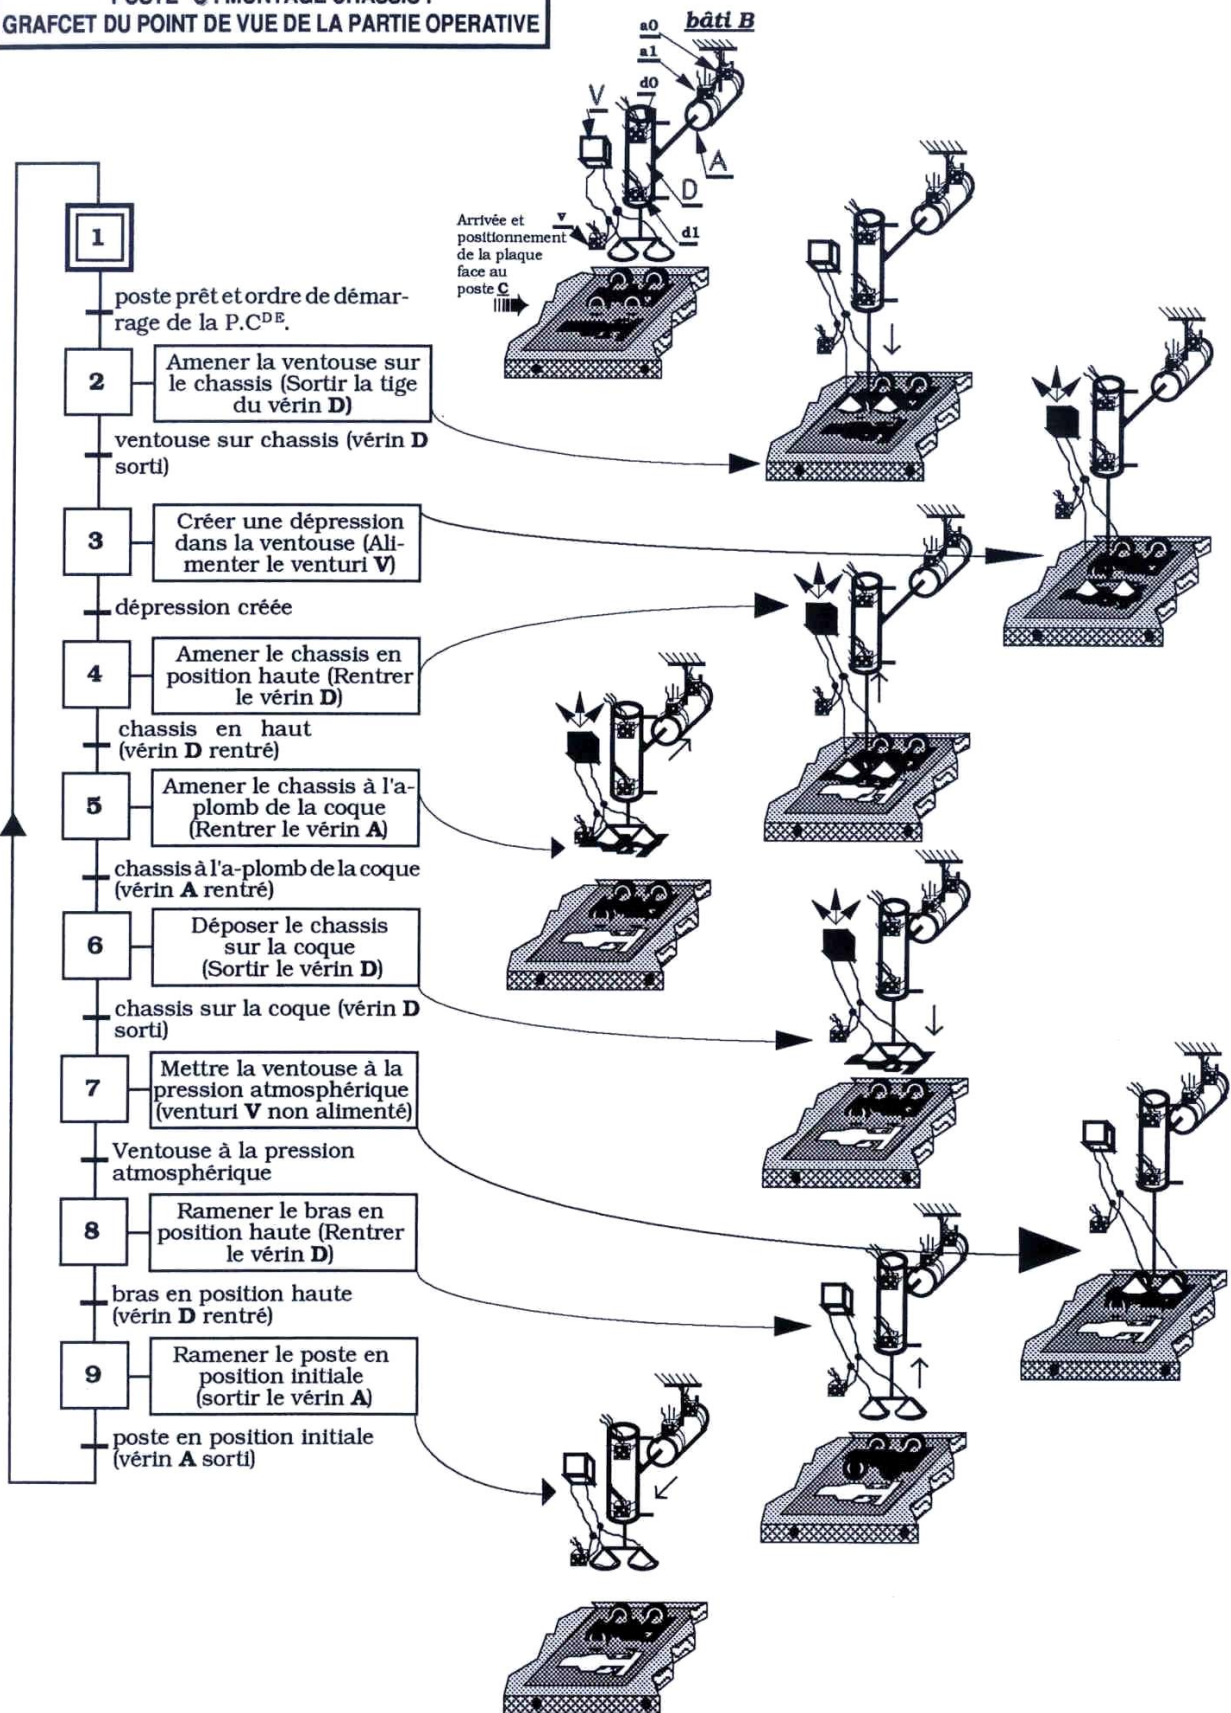 GRAFCET DU POINT DE VUE DE LA PARTIE OPERATIVE
bâti B
a0
a1
d0
V
A
D
d1
v
Arrivée et
positionnement
de la plaque
face au
poste C
1
poste prêt et ordre de démar-
rage de la P.C^DE.
2
Amener la ventouse sur
le chassis (Sortir la tige
du vérin D)
ventouse sur chassis (vérin D
sorti)
3
Créer une dépression
dans la ventouse (Ali-
menter le venturi V)
dépression créée
4
Amener le chassis en
position haute (Rentrer
le vérin D)
chassis en haut
(vérin D rentré)
5
Amener le chassis à l'a-
plomb de la coque
(Rentrer le vérin A)
chassis à l'a-plomb de la coque
(vérin A rentré)
6
Déposer le chassis
sur la coque
(Sortir le vérin D)
chassis sur la coque (vérin D
sorti)
7
Mettre la ventouse à la
pression atmosphérique
(venturi V non alimenté)
Ventouse à la pression
atmosphérique
8
Ramener le bras en
position haute (Rentrer
le vérin D)
bras en position haute
(vérin D rentré)
9
Ramener le poste en
position initiale
(sortir le vérin A)
poste en position initiale
(vérin A sorti)